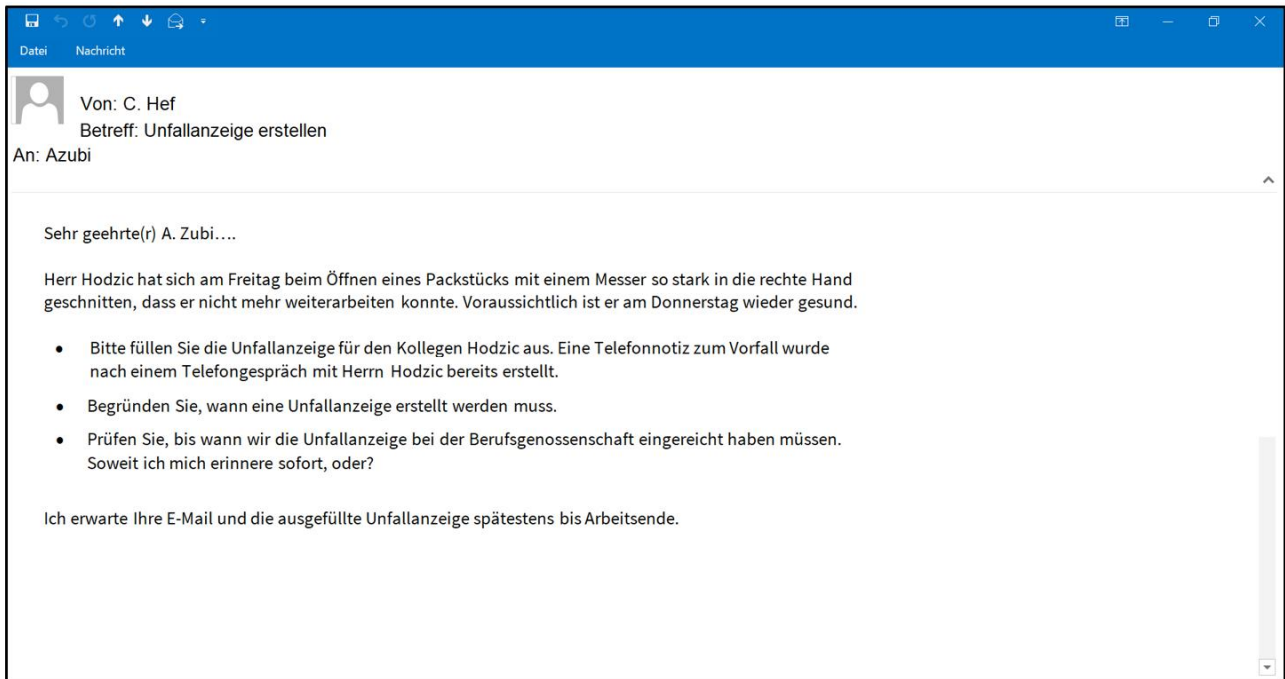 Datei Nachricht
Von: C. Hef
Betreff: Unfallanzeige erstellen
An: Azubi
Sehr geehrte(r) A. Zubi….
Herr Hodzic hat sich am Freitag beim Öffnen eines Packstücks mit einem Messer so stark in die rechte Hand
geschnitten, dass er nicht mehr weiterarbeiten konnte. Voraussichtlich ist er am Donnerstag wieder gesund.
• Bitte füllen Sie die Unfallanzeige für den Kollegen Hodzic aus. Eine Telefonnotiz zum Vorfall wurde
nach einem Telefongespräch mit Herrn Hodzic bereits erstellt.
• Begründen Sie, wann eine Unfallanzeige erstellt werden muss.
• Prüfen Sie, bis wann wir die Unfallanzeige bei der Berufsgenossenschaft eingereicht haben müssen.
Soweit ich mich erinnere sofort, oder?
Ich erwarte Ihre E-Mail und die ausgefüllte Unfallanzeige spätestens bis Arbeitsende.